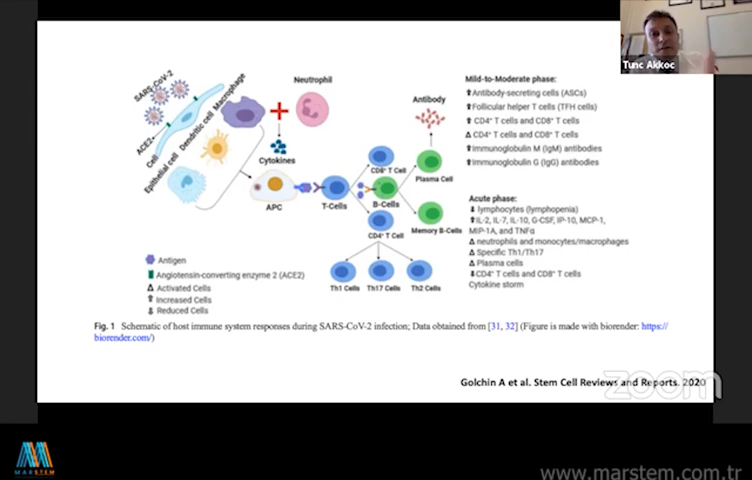 Tunc Akkoc
SARS-CoV-2
Macrophage
Neutrophil
ACE2
Dendritic cell
Cell
Epithelial cell
Cytokines
APC
T-Cells
CD8⁺ T Cell
B-Cells
CD4⁺ T Cell
Antibody
Plasma Cell
Memory B-Cells
Th1 Cells
Th17 Cells
Th2 Cells
Antigen
Angiotensin-converting enzyme 2 (ACE2)
Δ Activated Cells
⇧ Increased Cells
⇩ Reduced Cells
Mild-to-Moderate phase:
⬆Antibody-secreting cells (ASCs)
⬆Follicular helper T cells (TFH cells)
⬆ CD4⁺ T cells and CD8⁺ T cells
Δ CD4⁺ T cells and CD8⁺ T cells
⬆Immunoglobulin M (IgM) antibodies
⬆Immunoglobulin G (IgG) antibodies
Acute phase:
⬇ lymphocytes (lymphopenia)
⬆IL-2, IL-7, IL-10, G-CSF, IP-10, MCP-1,
MIP-1A, and TNFα
Δ neutrophils and monocytes/macrophages
Δ Specific Th1/Th17
Δ Plasma cells
⬇CD4⁺ T cells and CD8⁺ T cells
Cytokine storm
Fig. 1 Schematic of host immune system responses during SARS-CoV-2 infection; Data obtained from [31, 32] (Figure is made with biorender: https://
biorender.com/)
Golchin A et al. Stem Cell Reviews and Reports. 2020
zoom
MARSTEM
www.marstem.com.tr